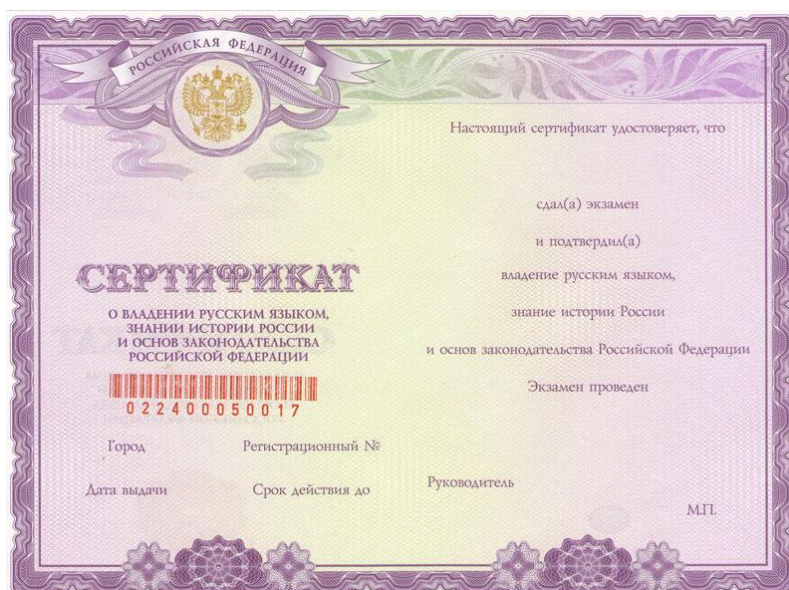 РОССИЙСКАЯ ФЕДЕРАЦИЯ
СЕРТИФИКАТ
О ВЛАДЕНИИ РУССКИМ ЯЗЫКОМ,
ЗНАНИИ ИСТОРИИ РОССИИ
И ОСНОВ ЗАКОНОДАТЕЛЬСТВА
РОССИЙСКОЙ ФЕДЕРАЦИИ
022400050017
Город Регистрационный №
Дата выдачи Срок действия до
Настоящий сертификат удостоверяет, что
сдал(а) экзамен
и подтвердил(а)
владение русским языком,
знание истории России
и основ законодательства Российской Федерации
Экзамен проведен
Руководитель
М.П.